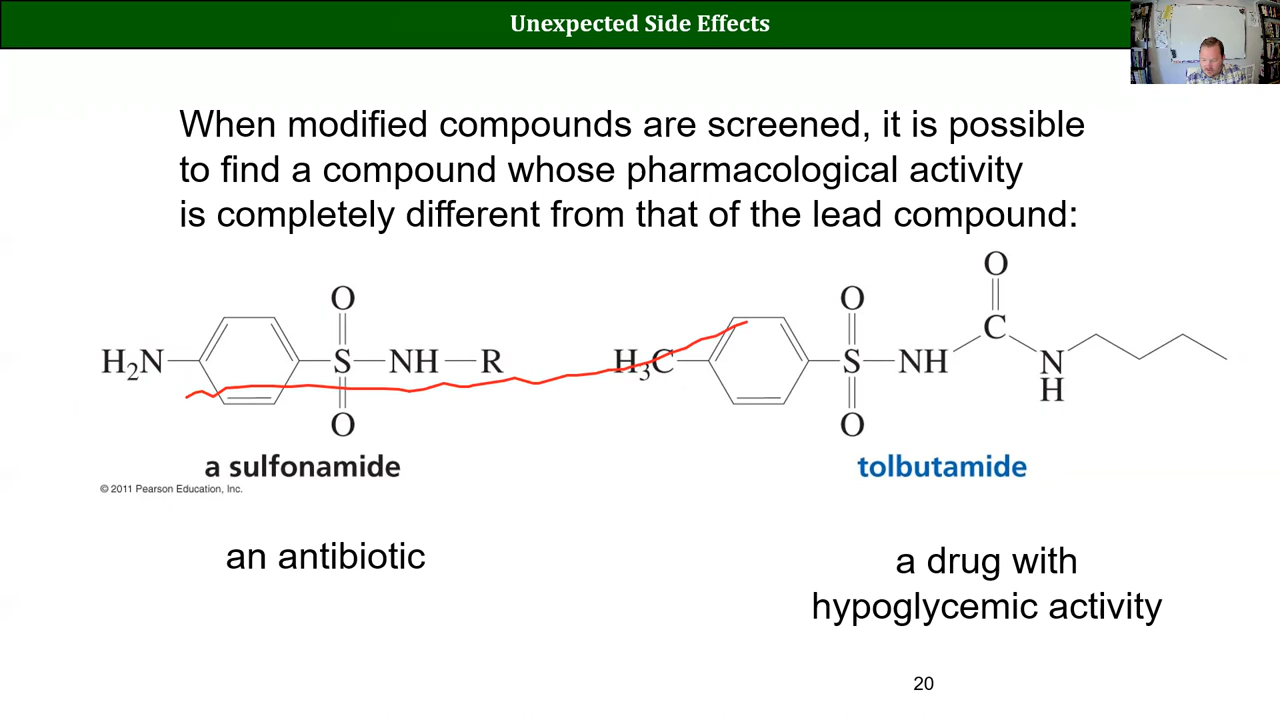 Unexpected Side Effects
When modified compounds are screened, it is possible
to find a compound whose pharmacological activity
is completely different from that of the lead compound:
O
H₂N S NH R
O
a sulfonamide
© 2011 Pearson Education, Inc.
O
O C
H₃C S NH N
H
O
tolbutamide
an antibiotic
a drug with
hypoglycemic activity
20